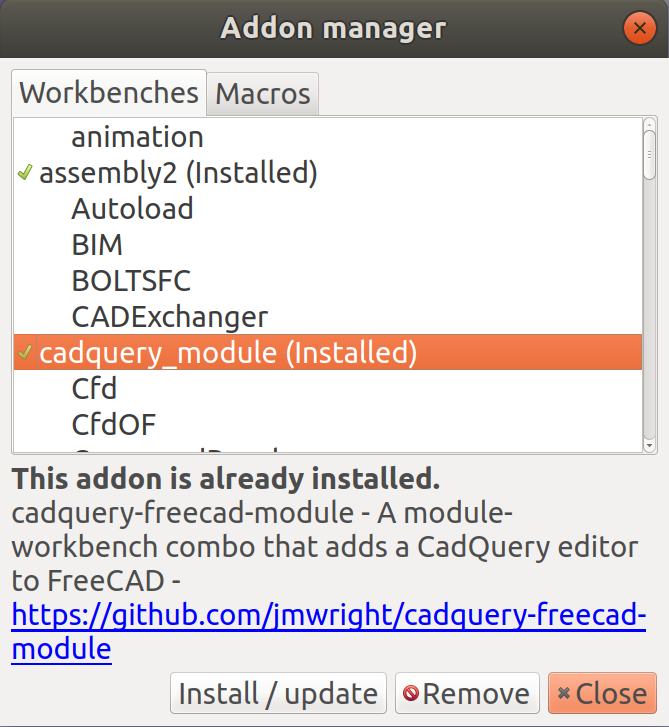 Addon manager
Workbenches Macros
animation
assembly2 (Installed)
Autoload
BIM
BOLTSFC
CADExchanger
cadquery_module (Installed)
Cfd
CfdOF
This addon is already installed.
cadquery-freecad-module - A module-
workbench combo that adds a CadQuery editor
to FreeCAD -
https://github.com/jmwright/cadquery-freecad-
module
Install / update Remove Close